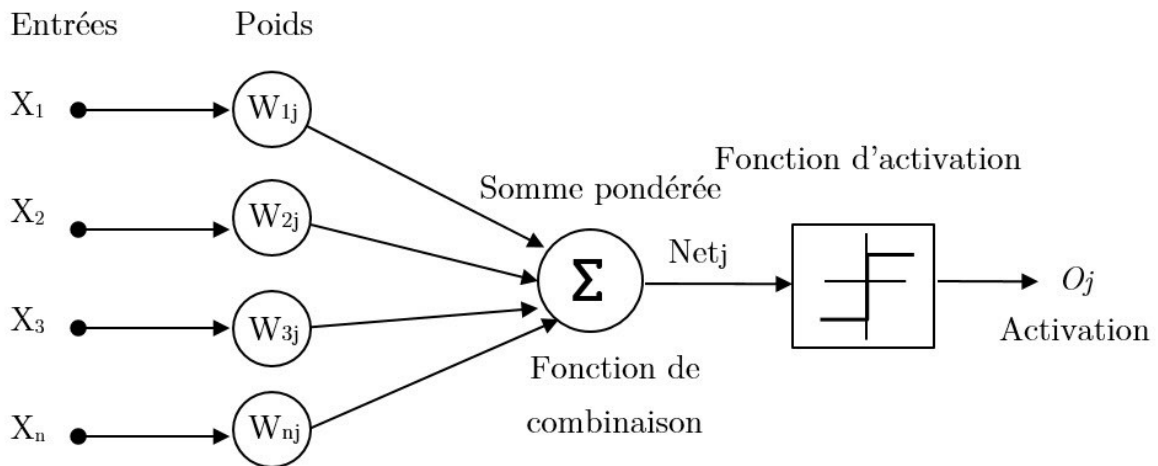 Entrées
Poids
X₁
W₁ⱼ
X₂
W₂ⱼ
X₃
W₃ⱼ
Xₙ
Wₙⱼ
Somme pondérée
Σ
Fonction de
combinaison
Netj
Fonction d'activation
Oj
Activation